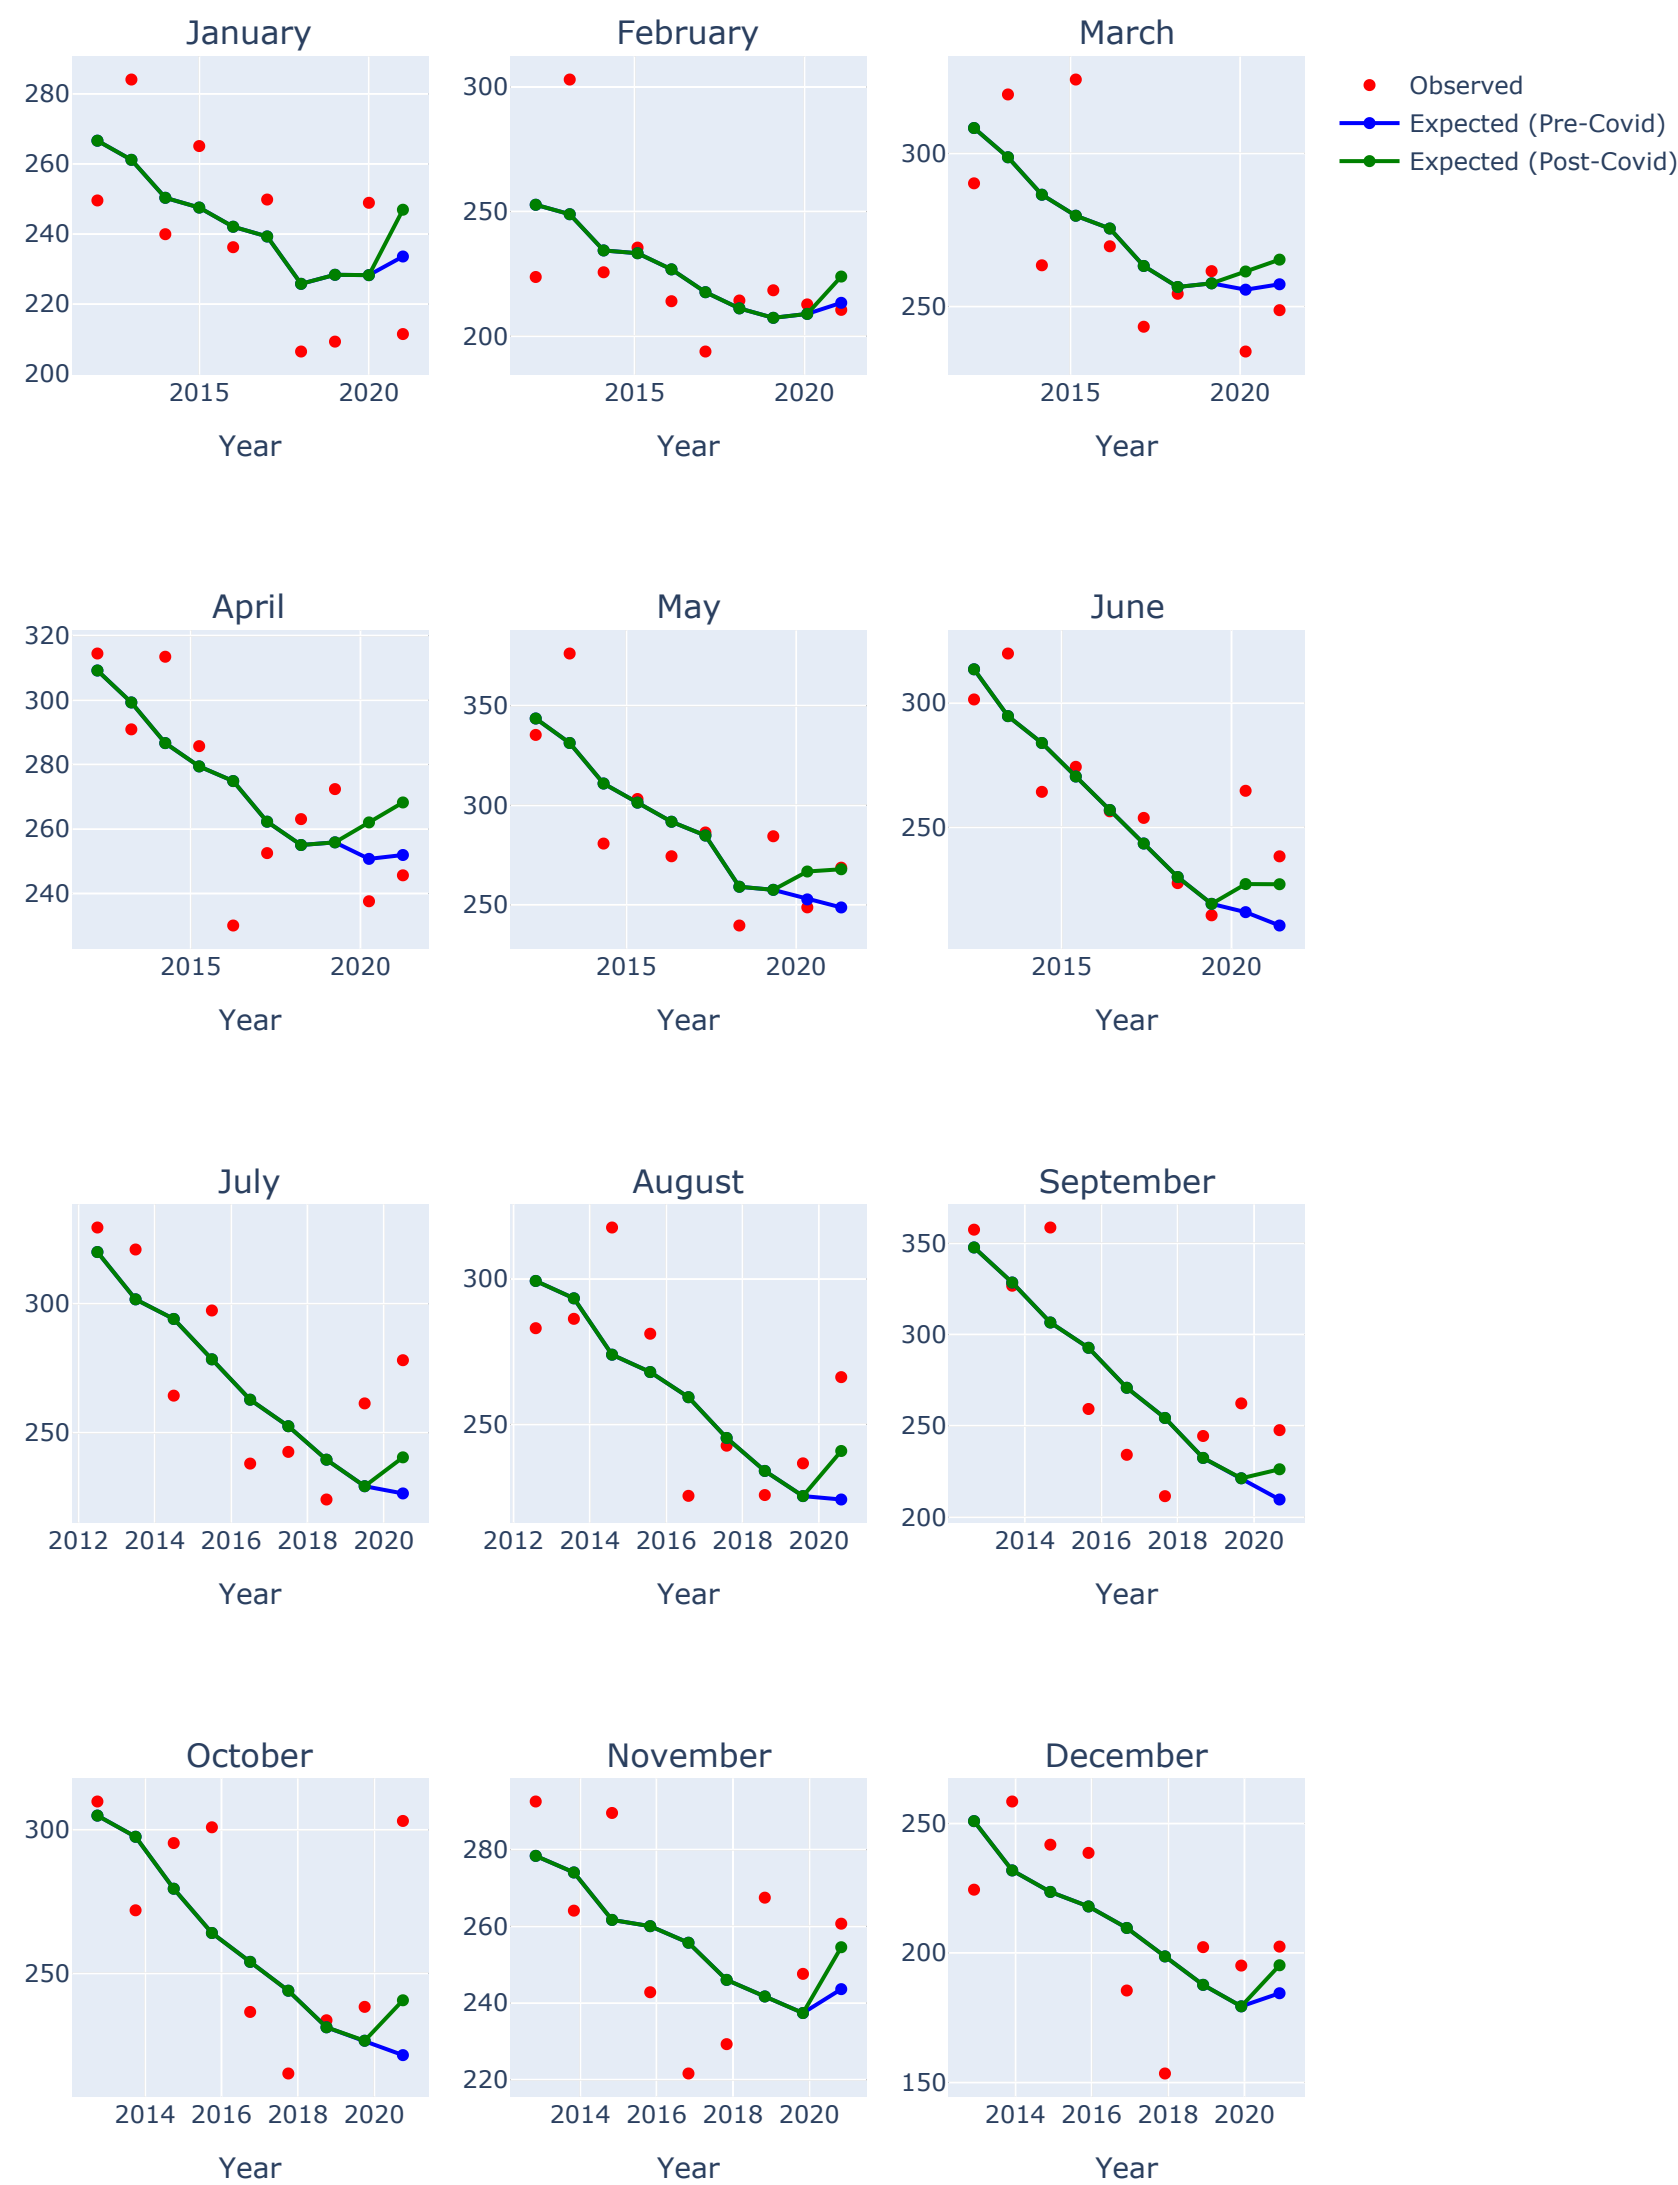 January
February
March
Observed
Expected (Pre-Covid)
Expected (Post-Covid)
280
260
240
220
200
300
250
200
300
250
2015
2020
2015
2020
2015
2020
Year
Year
Year
April
May
June
320
300
280
260
240
350
300
250
300
250
2015
2020
2015
2020
2015
2020
Year
Year
Year
July
August
September
300
250
300
250
350
300
250
200
2012
2014
2016
2018
2020
2012
2014
2016
2018
2020
2014
2016
2018
2020
Year
Year
Year
October
November
December
300
250
280
260
240
220
250
200
150
2014
2016
2018
2020
2014
2016
2018
2020
2014
2016
2018
2020
Year
Year
Year